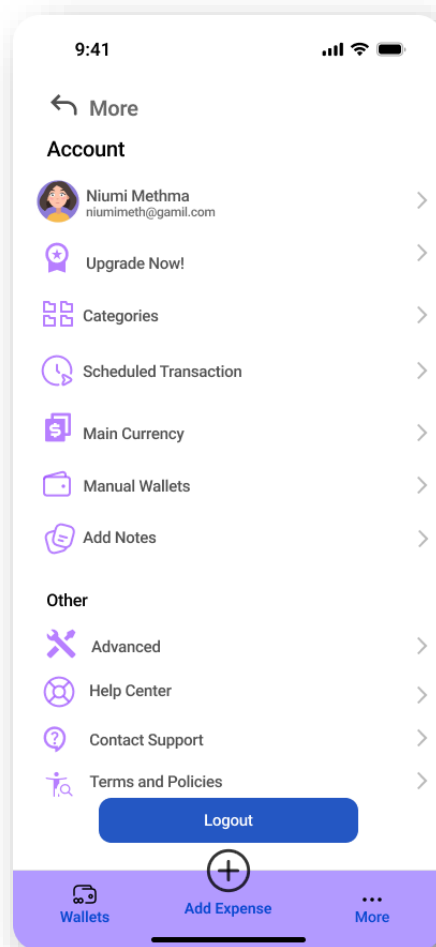 9:41
More
Account
Niumi Methma
niumimeth@gamil.com
Upgrade Now!
Categories
Scheduled Transaction
Main Currency
Manual Wallets
Add Notes
Other
Advanced
Help Center
Contact Support
Terms and Policies
Logout
Wallets
Add Expense
More